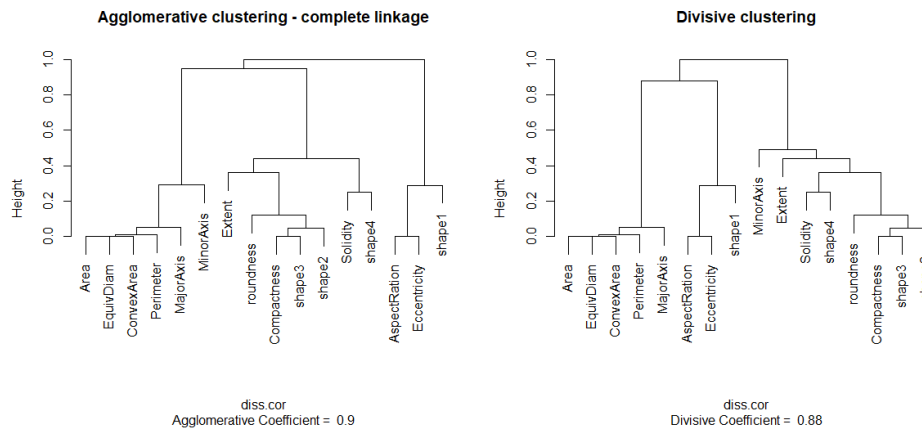 Agglomerative clustering - complete linkage
Height
0.0 0.2 0.4 0.6 0.8 1.0
Area
EquivDiam
ConvexArea
Perimeter
MajorAxis
MinorAxis
Extent
roundness
Compactness
shape3
shape2
Solidity
shape4
AspectRation
Eccentricity
shape1
diss.cor
Agglomerative Coefficient = 0.9
Divisive clustering
Height
0.0 0.2 0.4 0.6 0.8 1.0
Area
EquivDiam
ConvexArea
Perimeter
MajorAxis
AspectRation
Eccentricity
shape1
MinorAxis
Extent
Solidity
shape4
roundness
Compactness
shape3
diss.cor
Divisive Coefficient = 0.88